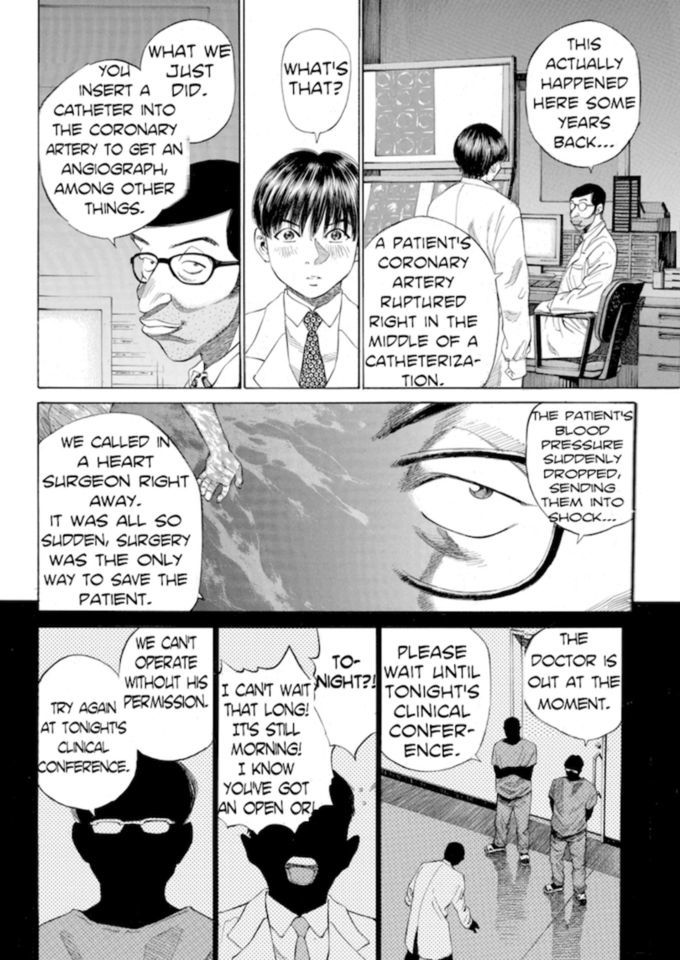 THIS
ACTUALLY
HAPPENED
HERE SOME
YEARS
BACK...
A PATIENT'S
CORONARY
ARTERY
RUPTURED
RIGHT IN THE
MIDDLE OF A
CATHETERIZA-
TION.
WHAT'S
THAT?
WHAT WE
JUST
DID.
YOU
INSERT A
CATHETER INTO
THE CORONARY
ARTERY TO GET AN
ANGIOGRAPH,
AMONG OTHER
THINGS.
THE PATIENT'S
BLOOD
PRESSURE
SUDDENLY
DROPPED,
SENDING
THEM INTO
SHOCK...
WE CALLED IN
A HEART
SURGEON RIGHT
AWAY.
IT WAS ALL SO
SUDDEN, SURGERY
WAS THE ONLY
WAY TO SAVE THE
PATIENT.
THE
DOCTOR IS
OUT AT THE
MOMENT.
PLEASE
WAIT UNTIL
TONIGHT'S
CLINICAL
CONFER-
ENCE.
TO-
NIGHT?!
I CAN'T WAIT
THAT LONG!
IT'S STILL
MORNING!
I KNOW
YOU'VE GOT
AN OPEN OR!
WE CAN'T
OPERATE
WITHOUT HIS
PERMISSION.
TRY AGAIN
AT TONIGHT'S
CLINICAL
CONFERENCE.